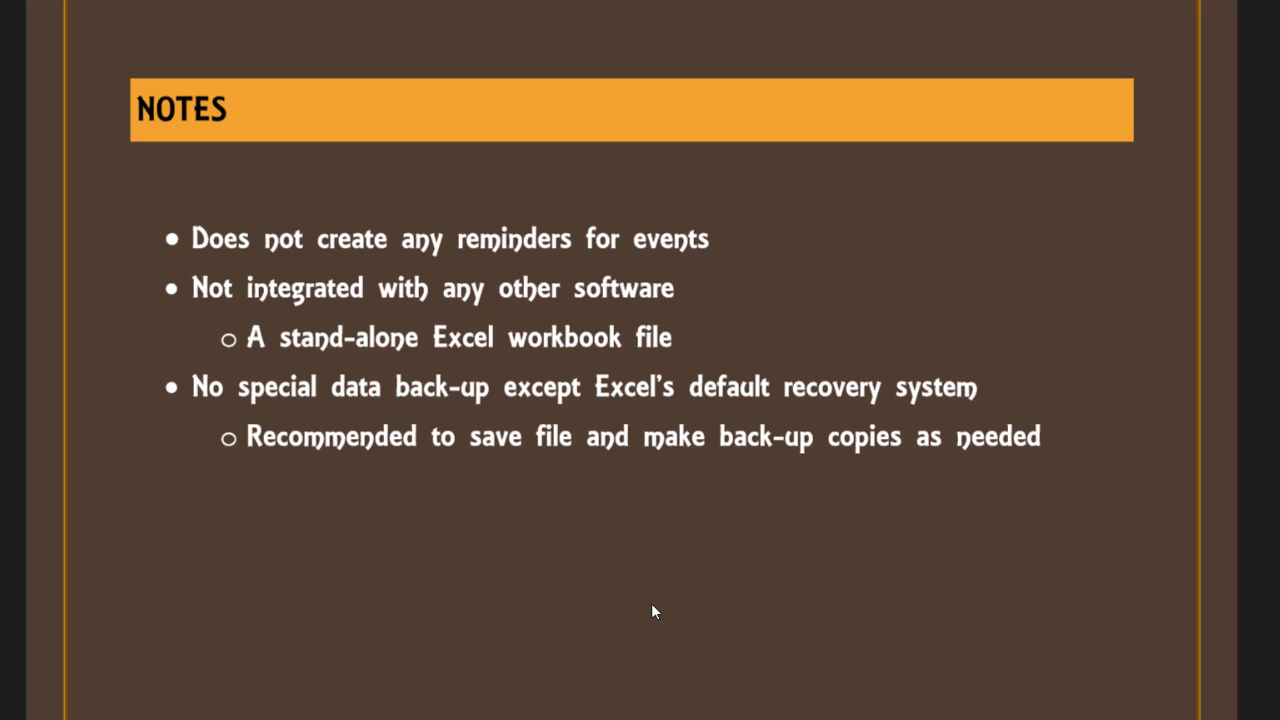 NOTES
• Does not create any reminders for events
• Not integrated with any other software
o A stand-alone Excel workbook file
• No special data back-up except Excel's default recovery system
o Recommended to save file and make back-up copies as needed